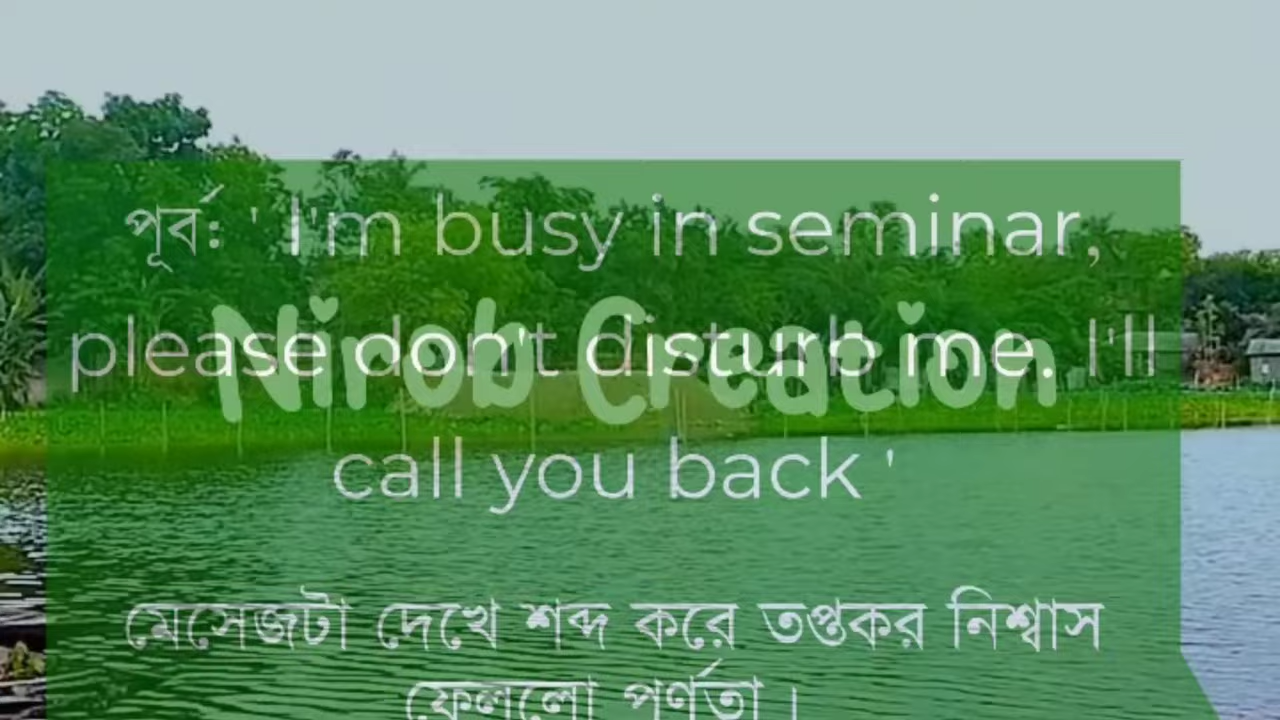 পূর্বঃ ' I'm busy in seminar,
please don't disturb me. I'll
Nirob Creation
call you back '
মেসেজটা দেখে শব্দ করে তপ্তকর নিশ্বাস
ফেললো পূর্ণতা।